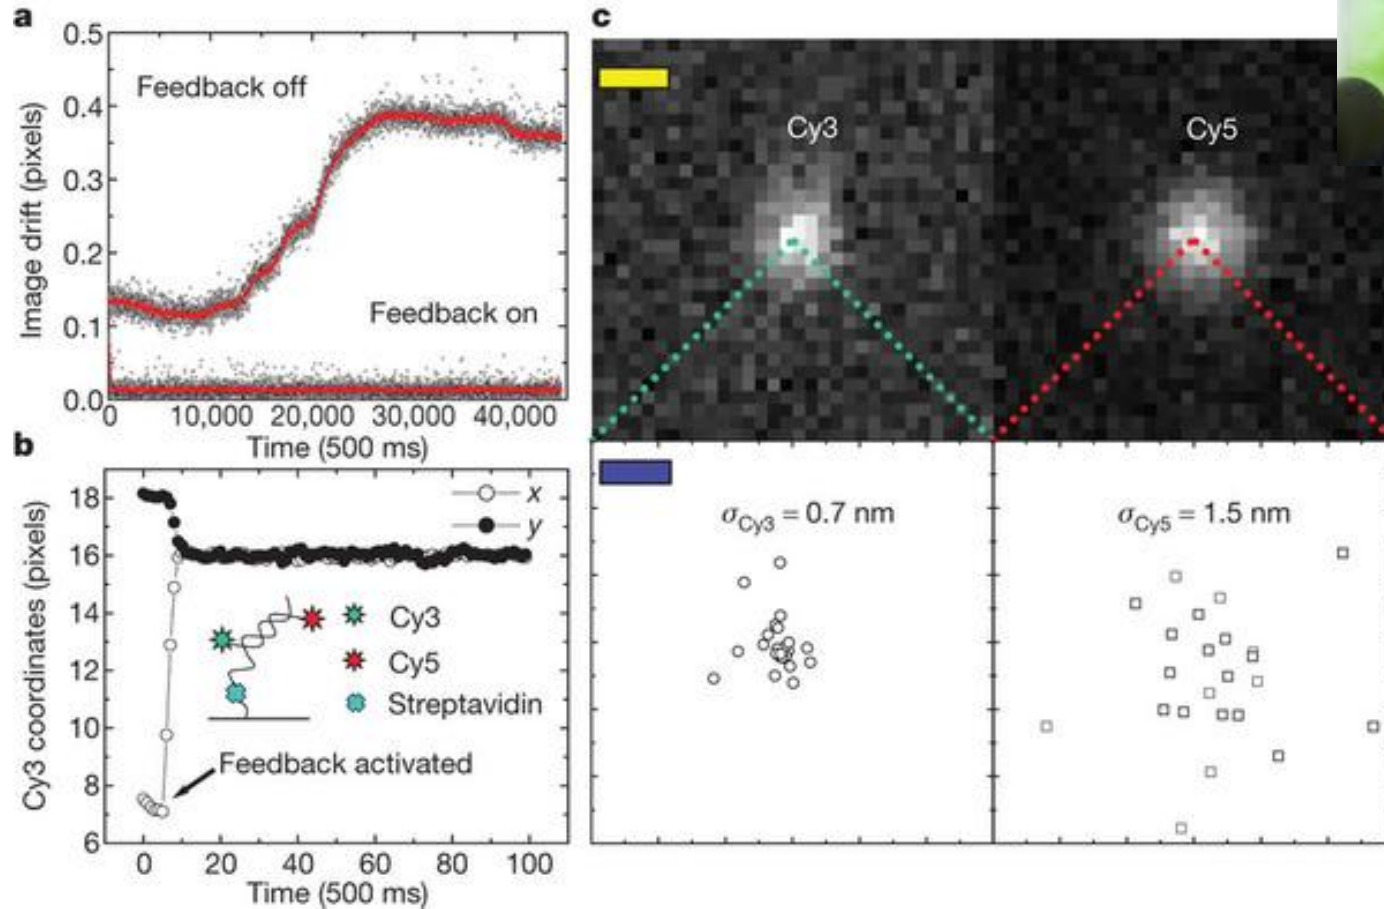 a
0.5
Feedback off
0.4
0.3
0.2
0.1
0.0
Feedback on
Image drift (pixels)
0 10,000 20,000 30,000 40,000
Time (500 ms)
b
18
16
14
12
10
8
6
x
y
Cy3
Cy5
Streptavidin
Feedback activated
Cy3 coordinates (pixels)
0 20 40 60 80 100
Time (500 ms)
c
Cy3
Cy5
σCy3 = 0.7 nm
σCy5 = 1.5 nm